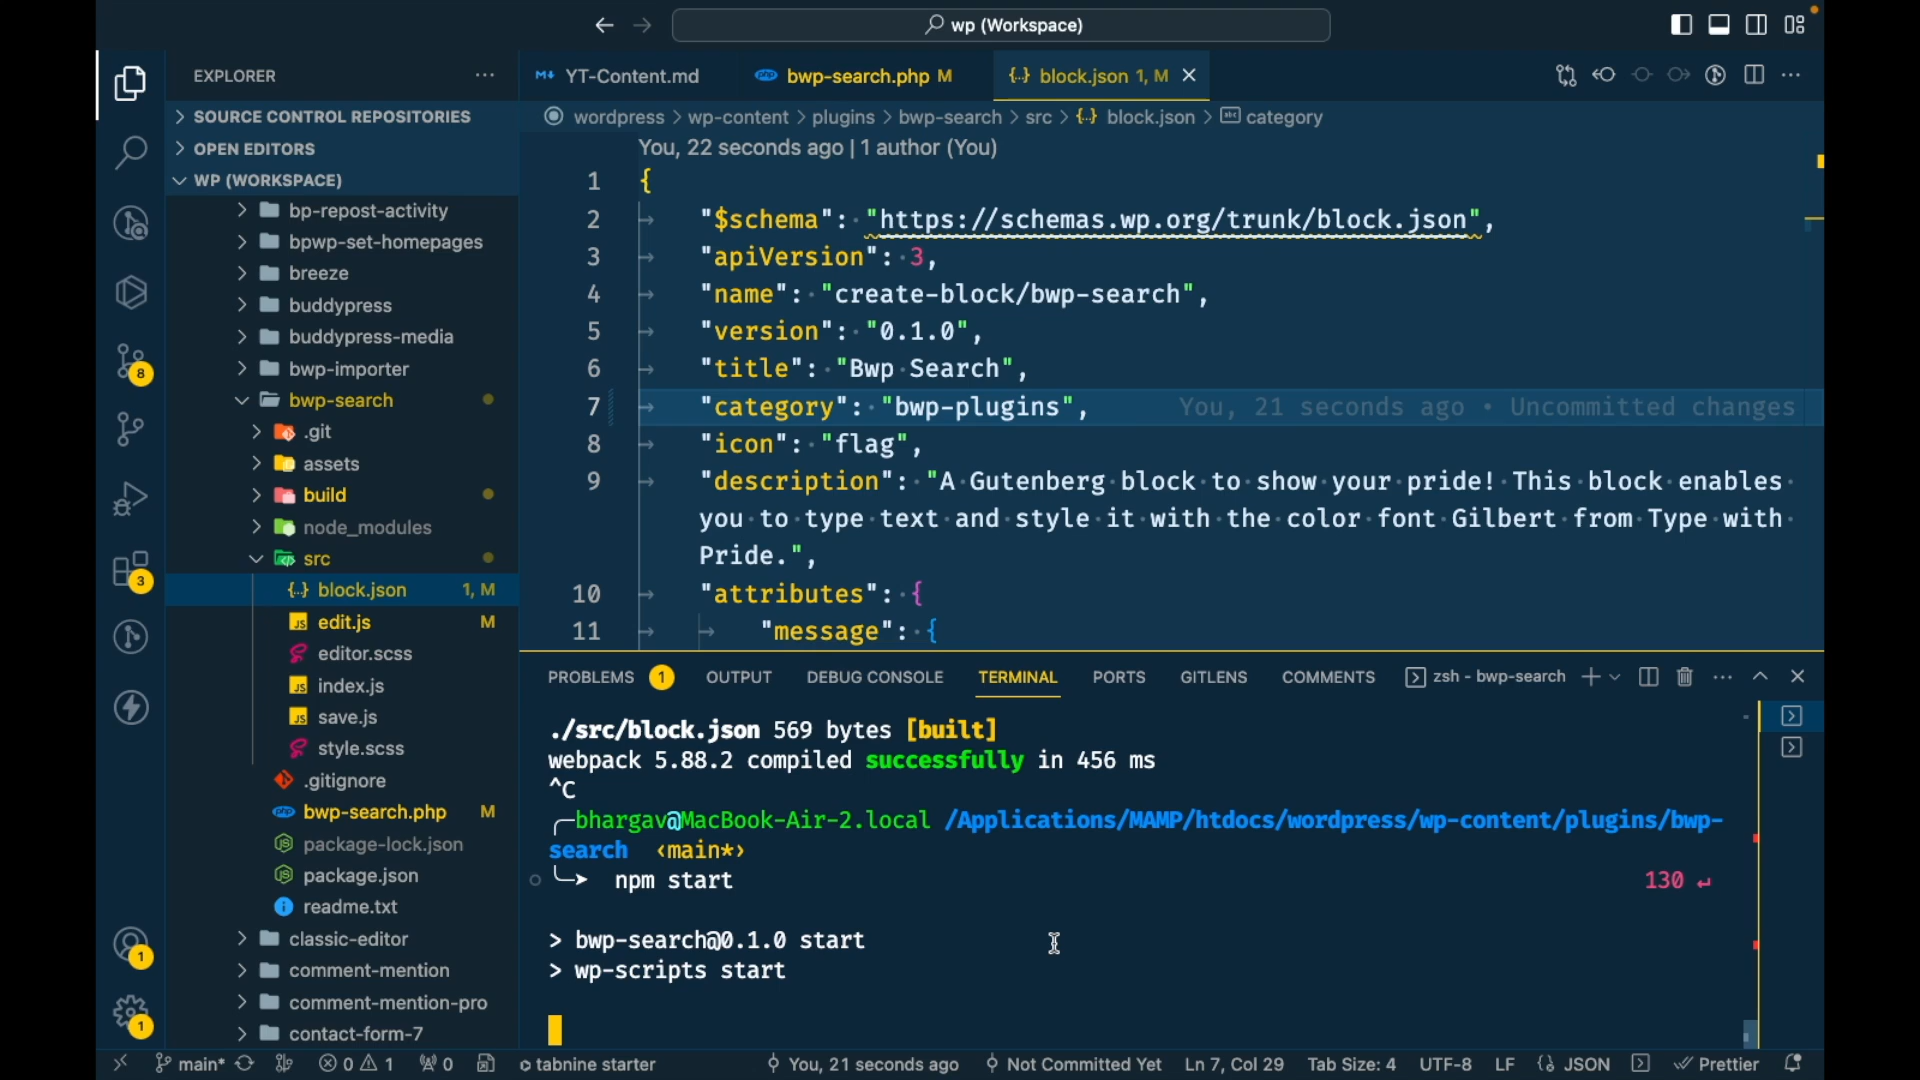 wp (Workspace)
EXPLORER
YT-Content.md
bwp-search.php M
block.json 1, M
SOURCE CONTROL REPOSITORIES
OPEN EDITORS
WP (WORKSPACE)
bp-repost-activity
bpwp-set-homepages
breeze
buddypress
buddypress-media
bwp-importer
bwp-search
.git
assets
build
node_modules
src
block.json 1, M
edit.js M
editor.scss
index.js
save.js
style.scss
.gitignore
bwp-search.php M
package-lock.json
package.json
readme.txt
classic-editor
comment-mention
comment-mention-pro
contact-form-7
8
3
1
1
wordpress > wp-content > plugins > bwp-search > src > {..} block.json > category
You, 22 seconds ago | 1 author (You)
1 {
2 "$schema": "https://schemas.wp.org/trunk/block.json",
3 "apiVersion": 3,
4 "name": "create-block/bwp-search",
5 "version": "0.1.0",
6 "title": "Bwp Search",
7 "category": "bwp-plugins", You, 21 seconds ago • Uncommitted changes
8 "icon": "flag",
9 "description": "A Gutenberg block to show your pride! This block enables
you to type text and style it with the color font Gilbert from Type with
Pride.",
10 "attributes": {
11 "message": {
PROBLEMS 1 OUTPUT DEBUG CONSOLE TERMINAL PORTS GITLENS COMMENTS zsh - bwp-search
./src/block.json 569 bytes [built]
webpack 5.88.2 compiled successfully in 456 ms
^C
bhargav@MacBook-Air-2.local /Applications/MAMP/htdocs/wordpress/wp-content/plugins/bwp-
search ‹main*›
npm start 130 ↵
> bwp-search@0.1.0 start
> wp-scripts start
main* 0 1 0 tabnine starter You, 21 seconds ago Not Committed Yet Ln 7, Col 29 Tab Size: 4 UTF-8 LF JSON Prettier